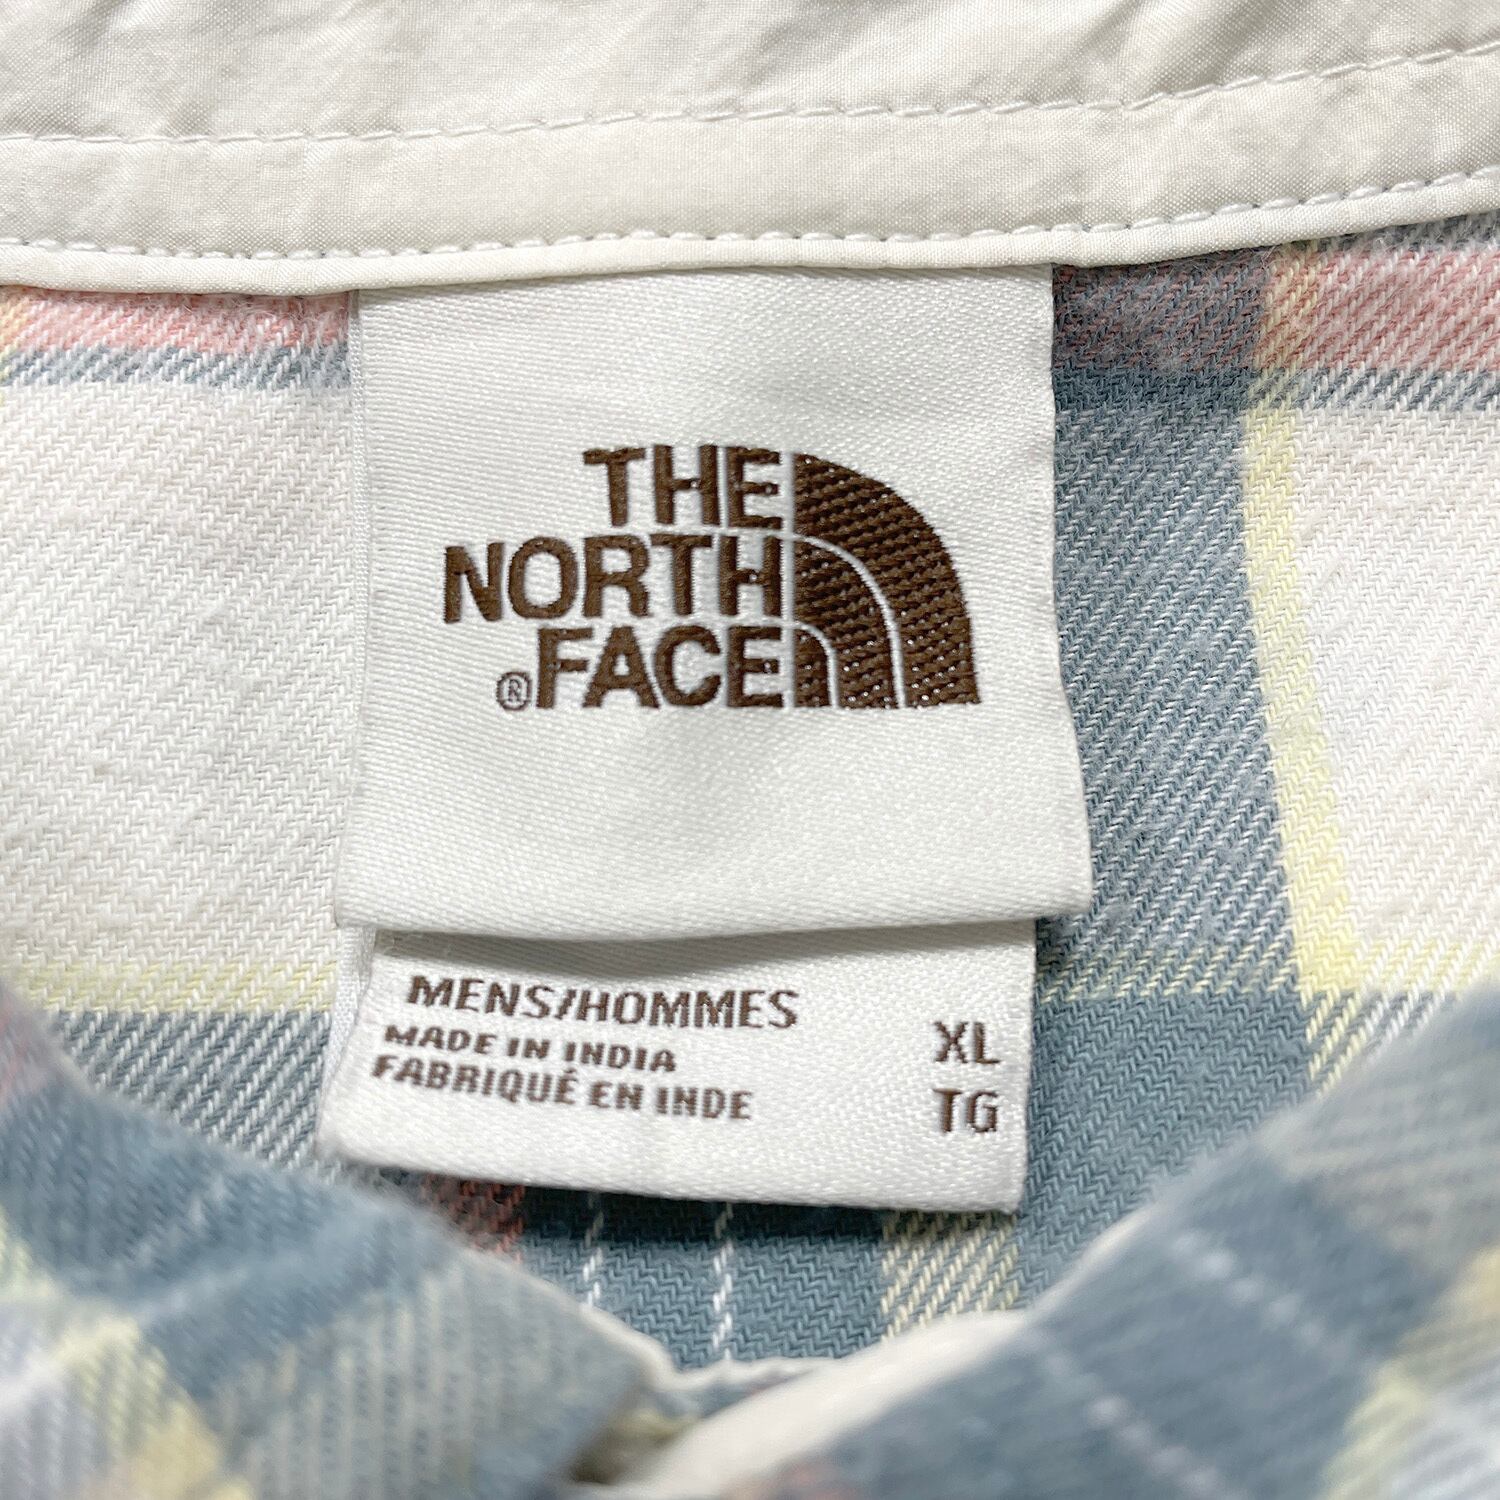 THE
NORTH
®FACE
MENS/HOMMES
MADE IN INDIA
FABRIQUÉ EN INDE
XL
TG